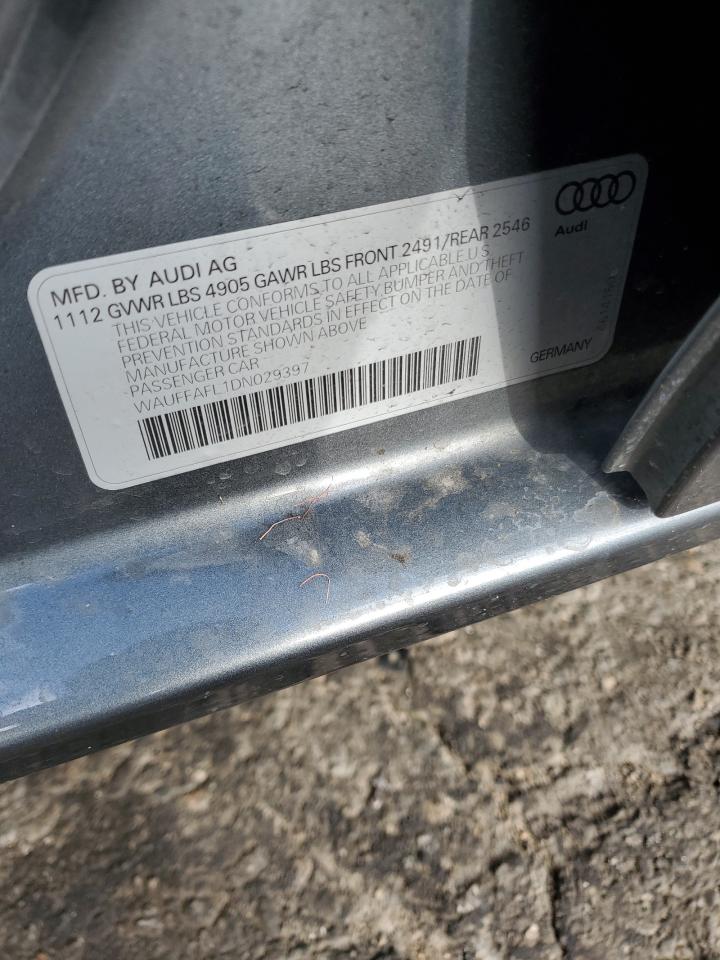 MFD. BY AUDI AG
1112 GVWR LBS 4905 GAWR LBS FRONT 2491/REAR 2546
THIS VEHICLE CONFORMS TO ALL APPLICABLE U.S.
FEDERAL MOTOR VEHICLE SAFETY, BUMPER AND THEFT
PREVENTION STANDARDS IN EFFECT ON THE DATE OF
MANUFACTURE SHOWN ABOVE
PASSENGER CAR
WAUFFAFL1DN029397
Audi
GERMANY